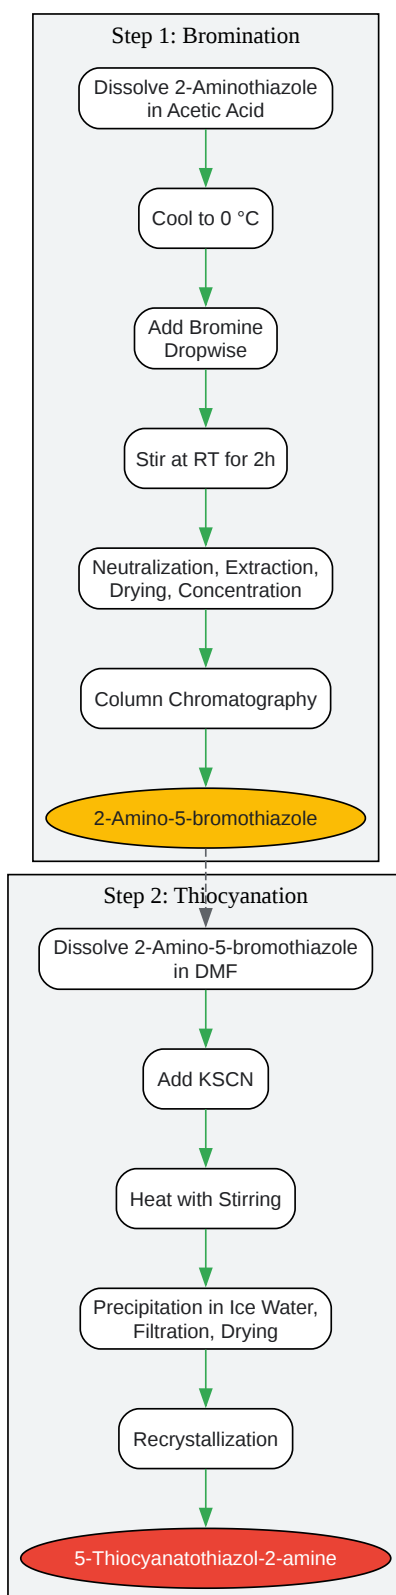 Step 1: Bromination
Dissolve 2-Aminothiazole
in Acetic Acid
Cool to 0 °C
Add Bromine
Dropwise
Stir at RT for 2h
Neutralization, Extraction,
Drying, Concentration
Column Chromatography
2-Amino-5-bromothiazole
Step 2: Thiocyanation
Dissolve 2-Amino-5-bromothiazole
in DMF
Add KSCN
Heat with Stirring
Precipitation in Ice Water,
Filtration, Drying
Recrystallization
5-Thiocyanatothiazol-2-amine